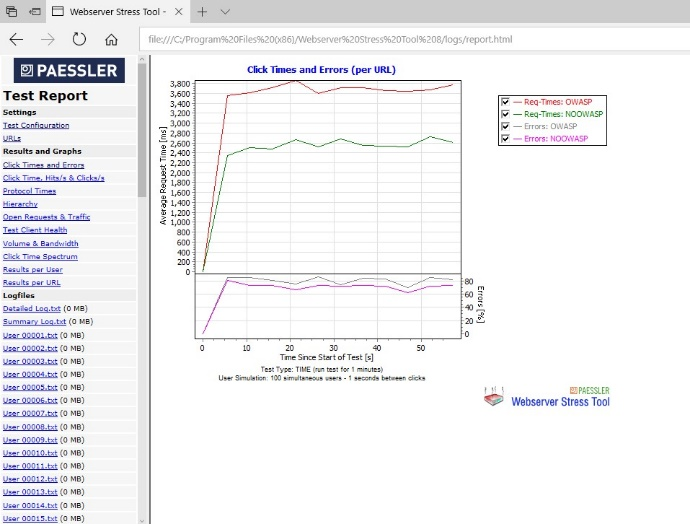 Webserver Stress Tool -
file:///C:/Program%20Files%20(x86)/Webserver%20Stress%20Tool%208/logs/report.html
PAESSLER
Test Report
Settings
Test Configuration
URLs
Results and Graphs
Click Times and Errors
Click Time, Hits/s & Clicks/s
Protocol Times
Hierarchy
Open Requests & Traffic
Test Client Health
Volume & Bandwidth
Click Time Spectrum
Results per User
Results per URL
Logfiles
Detailed Log.txt (0 MB)
Summary Log.txt (0 MB)
User 00001.txt (0 MB)
User 00002.txt (0 MB)
User 00003.txt (0 MB)
User 00004.txt (0 MB)
User 00005.txt (0 MB)
User 00006.txt (0 MB)
User 00007.txt (0 MB)
User 00008.txt (0 MB)
User 00009.txt (0 MB)
User 00010.txt (0 MB)
User 00011.txt (0 MB)
User 00012.txt (0 MB)
User 00013.txt (0 MB)
User 00014.txt (0 MB)
User 00015.txt (0 MB)
Click Times and Errors (per URL)
Average Request Time [ms]
3,800
3,600
3,400
3,200
3,000
2,800
2,600
2,400
2,200
2,000
1,800
1,600
1,400
1,200
1,000
800
600
400
200
0
80
60
40
20
0
Errors [%]
0 10 20 30 40 50
Time Since Start of Test [s]
Test Type: TIME (run test for 1 minutes)
User Simulation: 100 simultaneous users - 1 seconds between clicks
Req-Times: OWASP
Req-Times: NOOWASP
Errors: OWASP
Errors: NOOWASP
PAESSLER
Webserver Stress Tool